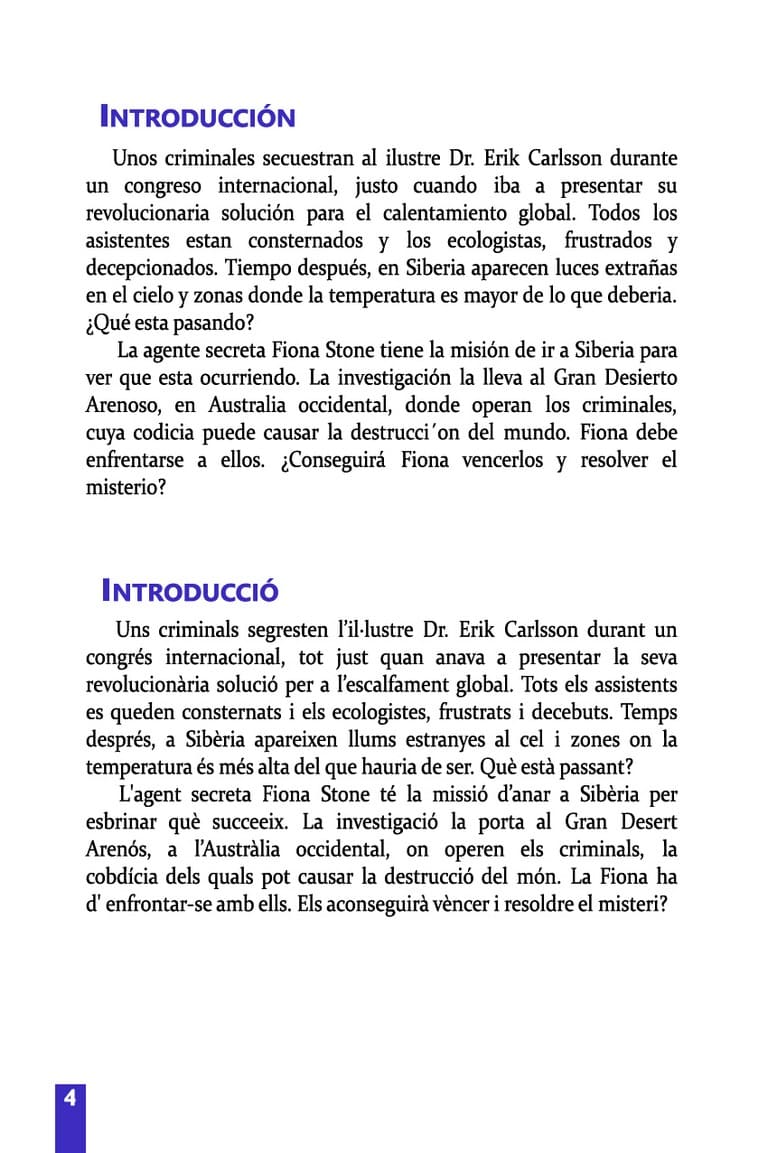 INTRODUCCIÓN
Unos criminales secuestran al ilustre Dr. Erik Carlsson durante
un congreso internacional, justo cuando iba a presentar su
revolucionaria solución para el calentamiento global. Todos los
asistentes estan consternados y los ecologistas, frustrados y
decepcionados. Tiempo después, en Siberia aparecen luces extrañas
en el cielo y zonas donde la temperatura es mayor de lo que deberia.
¿Qué esta pasando?
La agente secreta Fiona Stone tiene la misión de ir a Siberia para
ver que esta ocurriendo. La investigación la lleva al Gran Desierto
Arenoso, en Australia occidental, donde operan los criminales,
cuya codicia puede causar la destrucci´on del mundo. Fiona debe
enfrentarse a ellos. ¿Conseguirá Fiona vencerlos y resolver el
misterio?
INTRODUCCIÓ
Uns criminals segresten l’il·lustre Dr. Erik Carlsson durant un
congrés internacional, tot just quan anava a presentar la seva
revolucionària solució per a l’escalfament global. Tots els assistents
es queden consternats i els ecologistes, frustrats i decebuts. Temps
després, a Sibèria apareixen llums estranyes al cel i zones on la
temperatura és més alta del que hauria de ser. Què està passant?
L'agent secreta Fiona Stone té la missió d’anar a Sibèria per
esbrinar què succeeix. La investigació la porta al Gran Desert
Arenós, a l’Austràlia occidental, on operen els criminals, la
cobdícia dels quals pot causar la destrucció del món. La Fiona ha
d' enfrontar-se amb ells. Els aconseguirà vèncer i resoldre el misteri?
4